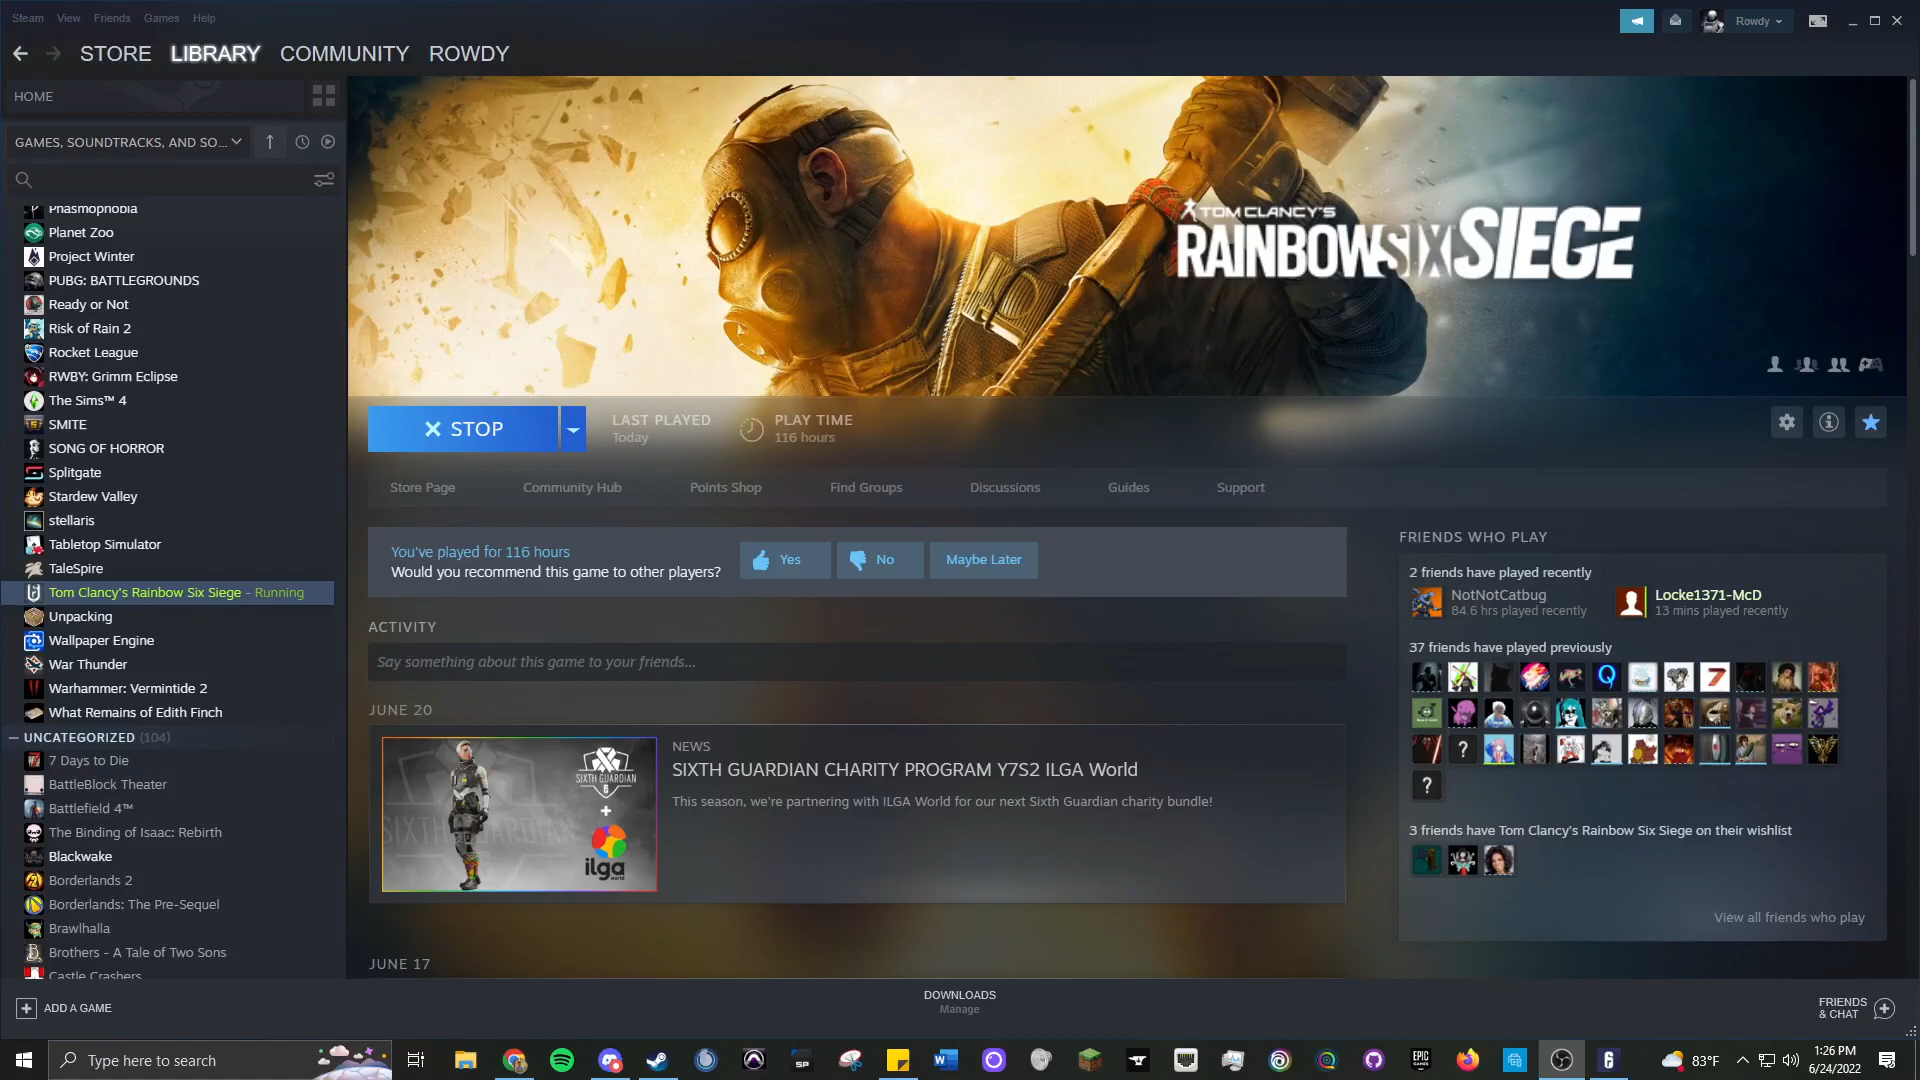 Steam View Friends Games Help
Rowdy
STORE LIBRARY COMMUNITY ROWDY
HOME
GAMES, SOUNDTRACKS, AND SO...
Phasmophobia
Planet Zoo
Project Winter
PUBG: BATTLEGROUNDS
Ready or Not
Risk of Rain 2
Rocket League
RWBY: Grimm Eclipse
The Sims™ 4
SMITE
SONG OF HORROR
Splitgate
Stardew Valley
stellaris
Tabletop Simulator
TaleSpire
Tom Clancy's Rainbow Six Siege - Running
Unpacking
Wallpaper Engine
War Thunder
Warhammer: Vermintide 2
What Remains of Edith Finch
UNCATEGORIZED (104)
7 Days to Die
BattleBlock Theater
Battlefield 4™
The Binding of Isaac: Rebirth
Blackwake
Borderlands 2
Borderlands: The Pre-Sequel
Brawlhalla
Brothers - A Tale of Two Sons
Castle Crashers
ADD A GAME
TOM CLANCY'S
RAINBOWSIX SIEGE
STOP
LAST PLAYED
Today
PLAY TIME
116 hours
Store Page Community Hub Points Shop Find Groups Discussions Guides Support
You've played for 116 hours
Would you recommend this game to other players?
Yes No Maybe Later
ACTIVITY
Say something about this game to your friends...
JUNE 20
SIXTH GUARDIAN
SIXTH GUARDIAN
6
+
ilga
world
NEWS
SIXTH GUARDIAN CHARITY PROGRAM Y7S2 ILGA World
This season, we're partnering with ILGA World for our next Sixth Guardian charity bundle!
JUNE 17
FRIENDS WHO PLAY
2 friends have played recently
NotNotCatbug
84.6 hrs played recently
Locke1371-McD
13 mins played recently
37 friends have played previously
Q
7
?
?
3 friends have Tom Clancy's Rainbow Six Siege on their wishlist
View all friends who play
DOWNLOADS
Manage
FRIENDS
& CHAT
Type here to search
SP
W
EPIC
GAMES
6
83°F
1:26 PM
6/24/2022